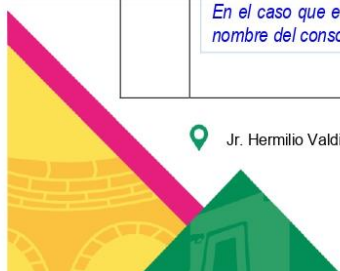 En el caso que e
nombre del conso
Jr. Hermilio Valdi